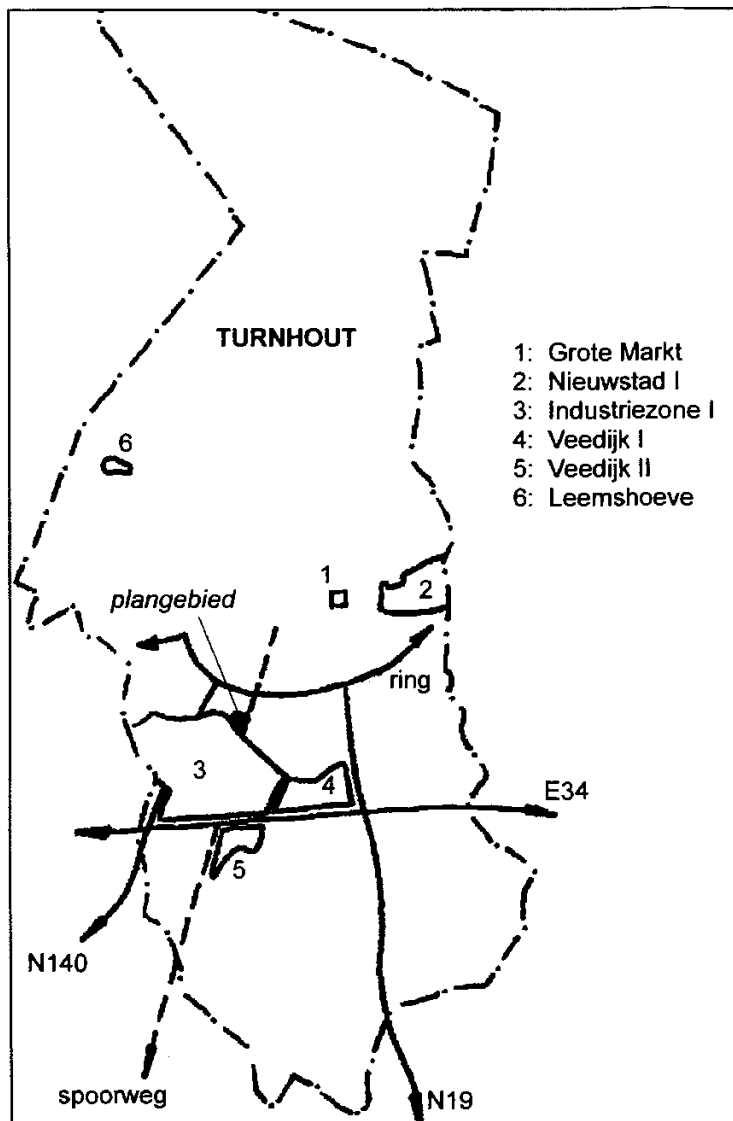 TURNHOUT
1: Grote Markt
2: Nieuwstad I
3: Industriezone I
4: Veedijk I
5: Veedijk II
6: Leemshoeve
6
1
2
plangebied
ring
3
4
E34
5
N140
spoorweg
N19